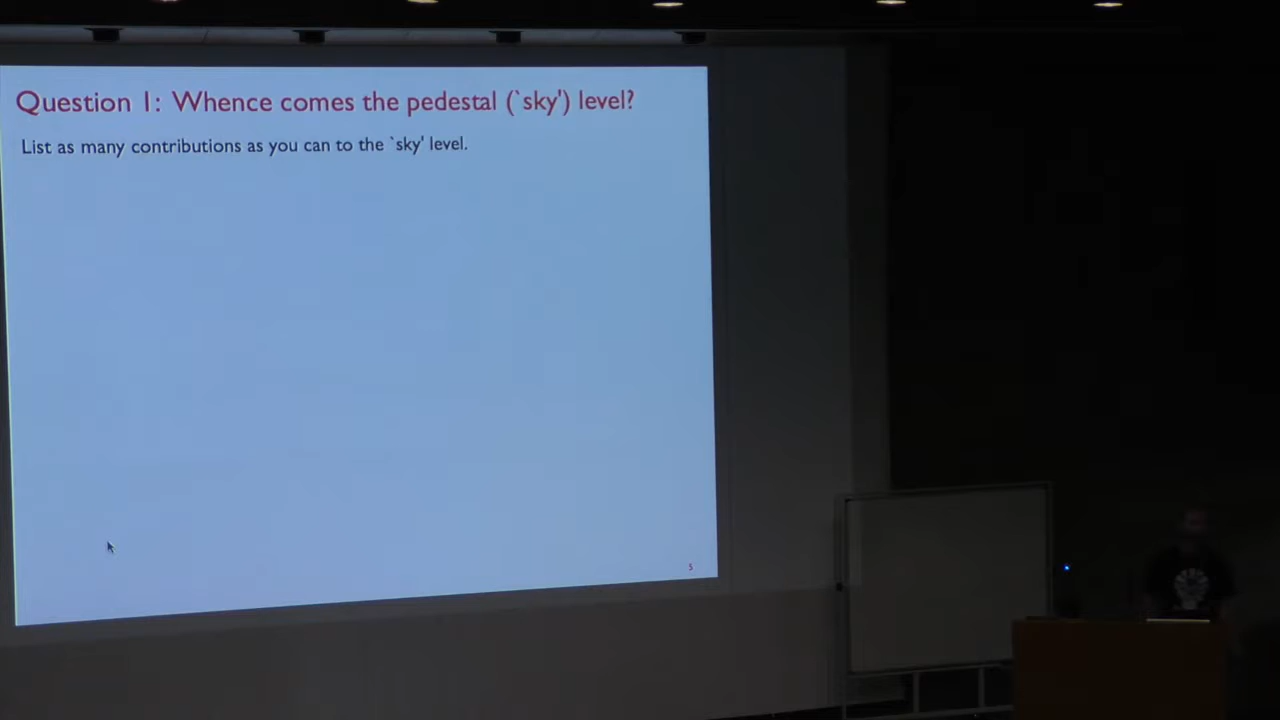 Question 1: Whence comes the pedestal (`sky') level?
List as many contributions as you can to the `sky' level.
5